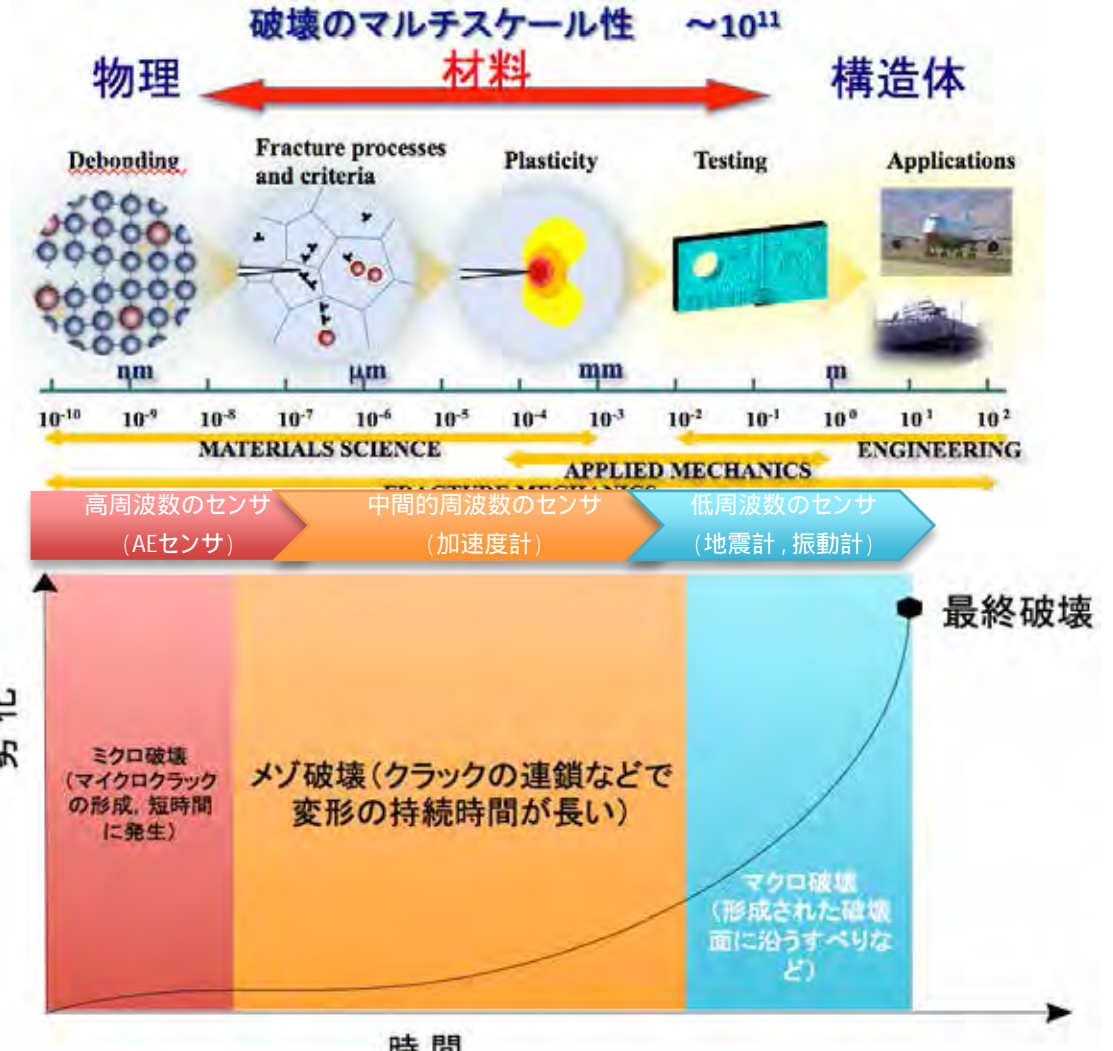 破壊のマルチスケール性 ～10¹¹
物理
材料
構造体
Debonding
Fracture processes
and criteria
Plasticity
Testing
Applications
nm
μm
mm
m
10⁻¹⁰ 10⁻⁹ 10⁻⁸ 10⁻⁷ 10⁻⁶ 10⁻⁵ 10⁻⁴ 10⁻³ 10⁻² 10⁻¹ 10⁰ 10¹ 10²
MATERIALS SCIENCE
ENGINEERING
APPLIED MECHANICS
FRACTURE MECHANICS
高周波数のセンサ
（AEセンサ）
中間的周波数のセンサ
（加速度計）
低周波数のセンサ
（地震計，振動計）
最終破壊
劣化
ミクロ破壊
（マイクロクラック
の形成，短時間
に発生）
メゾ破壊（クラックの連鎖などで
変形の持続時間が長い）
マクロ破壊
（形成された破壊
面に沿うすべりな
ど）
時間